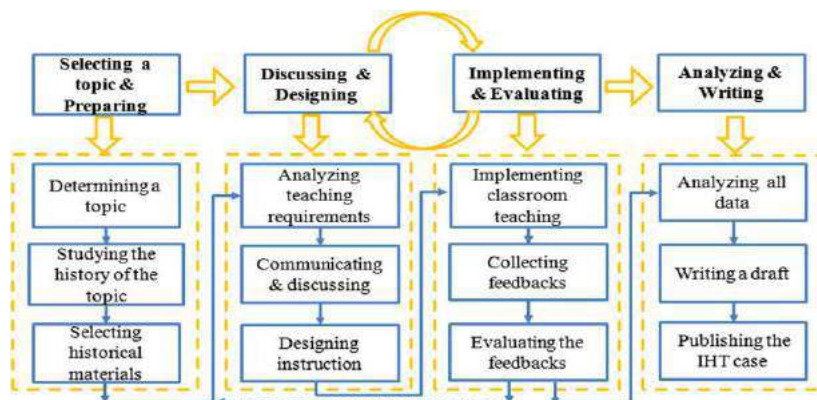 Selecting a
topic &
Preparing
Discussing &
Designing
Implementing
& Evaluating
Analyzing &
Writing
Determining a
topic
Studying the
history of the
topic
Selecting
historical
materials
Analyzing
teaching
requirements
Communicating
& discussing
Designing
instruction
Implementing
classroom
teaching
Collecting
feedbacks
Evaluating the
feedbacks
Analyzing all
data
Writing a draft
Publishing the
IHT case